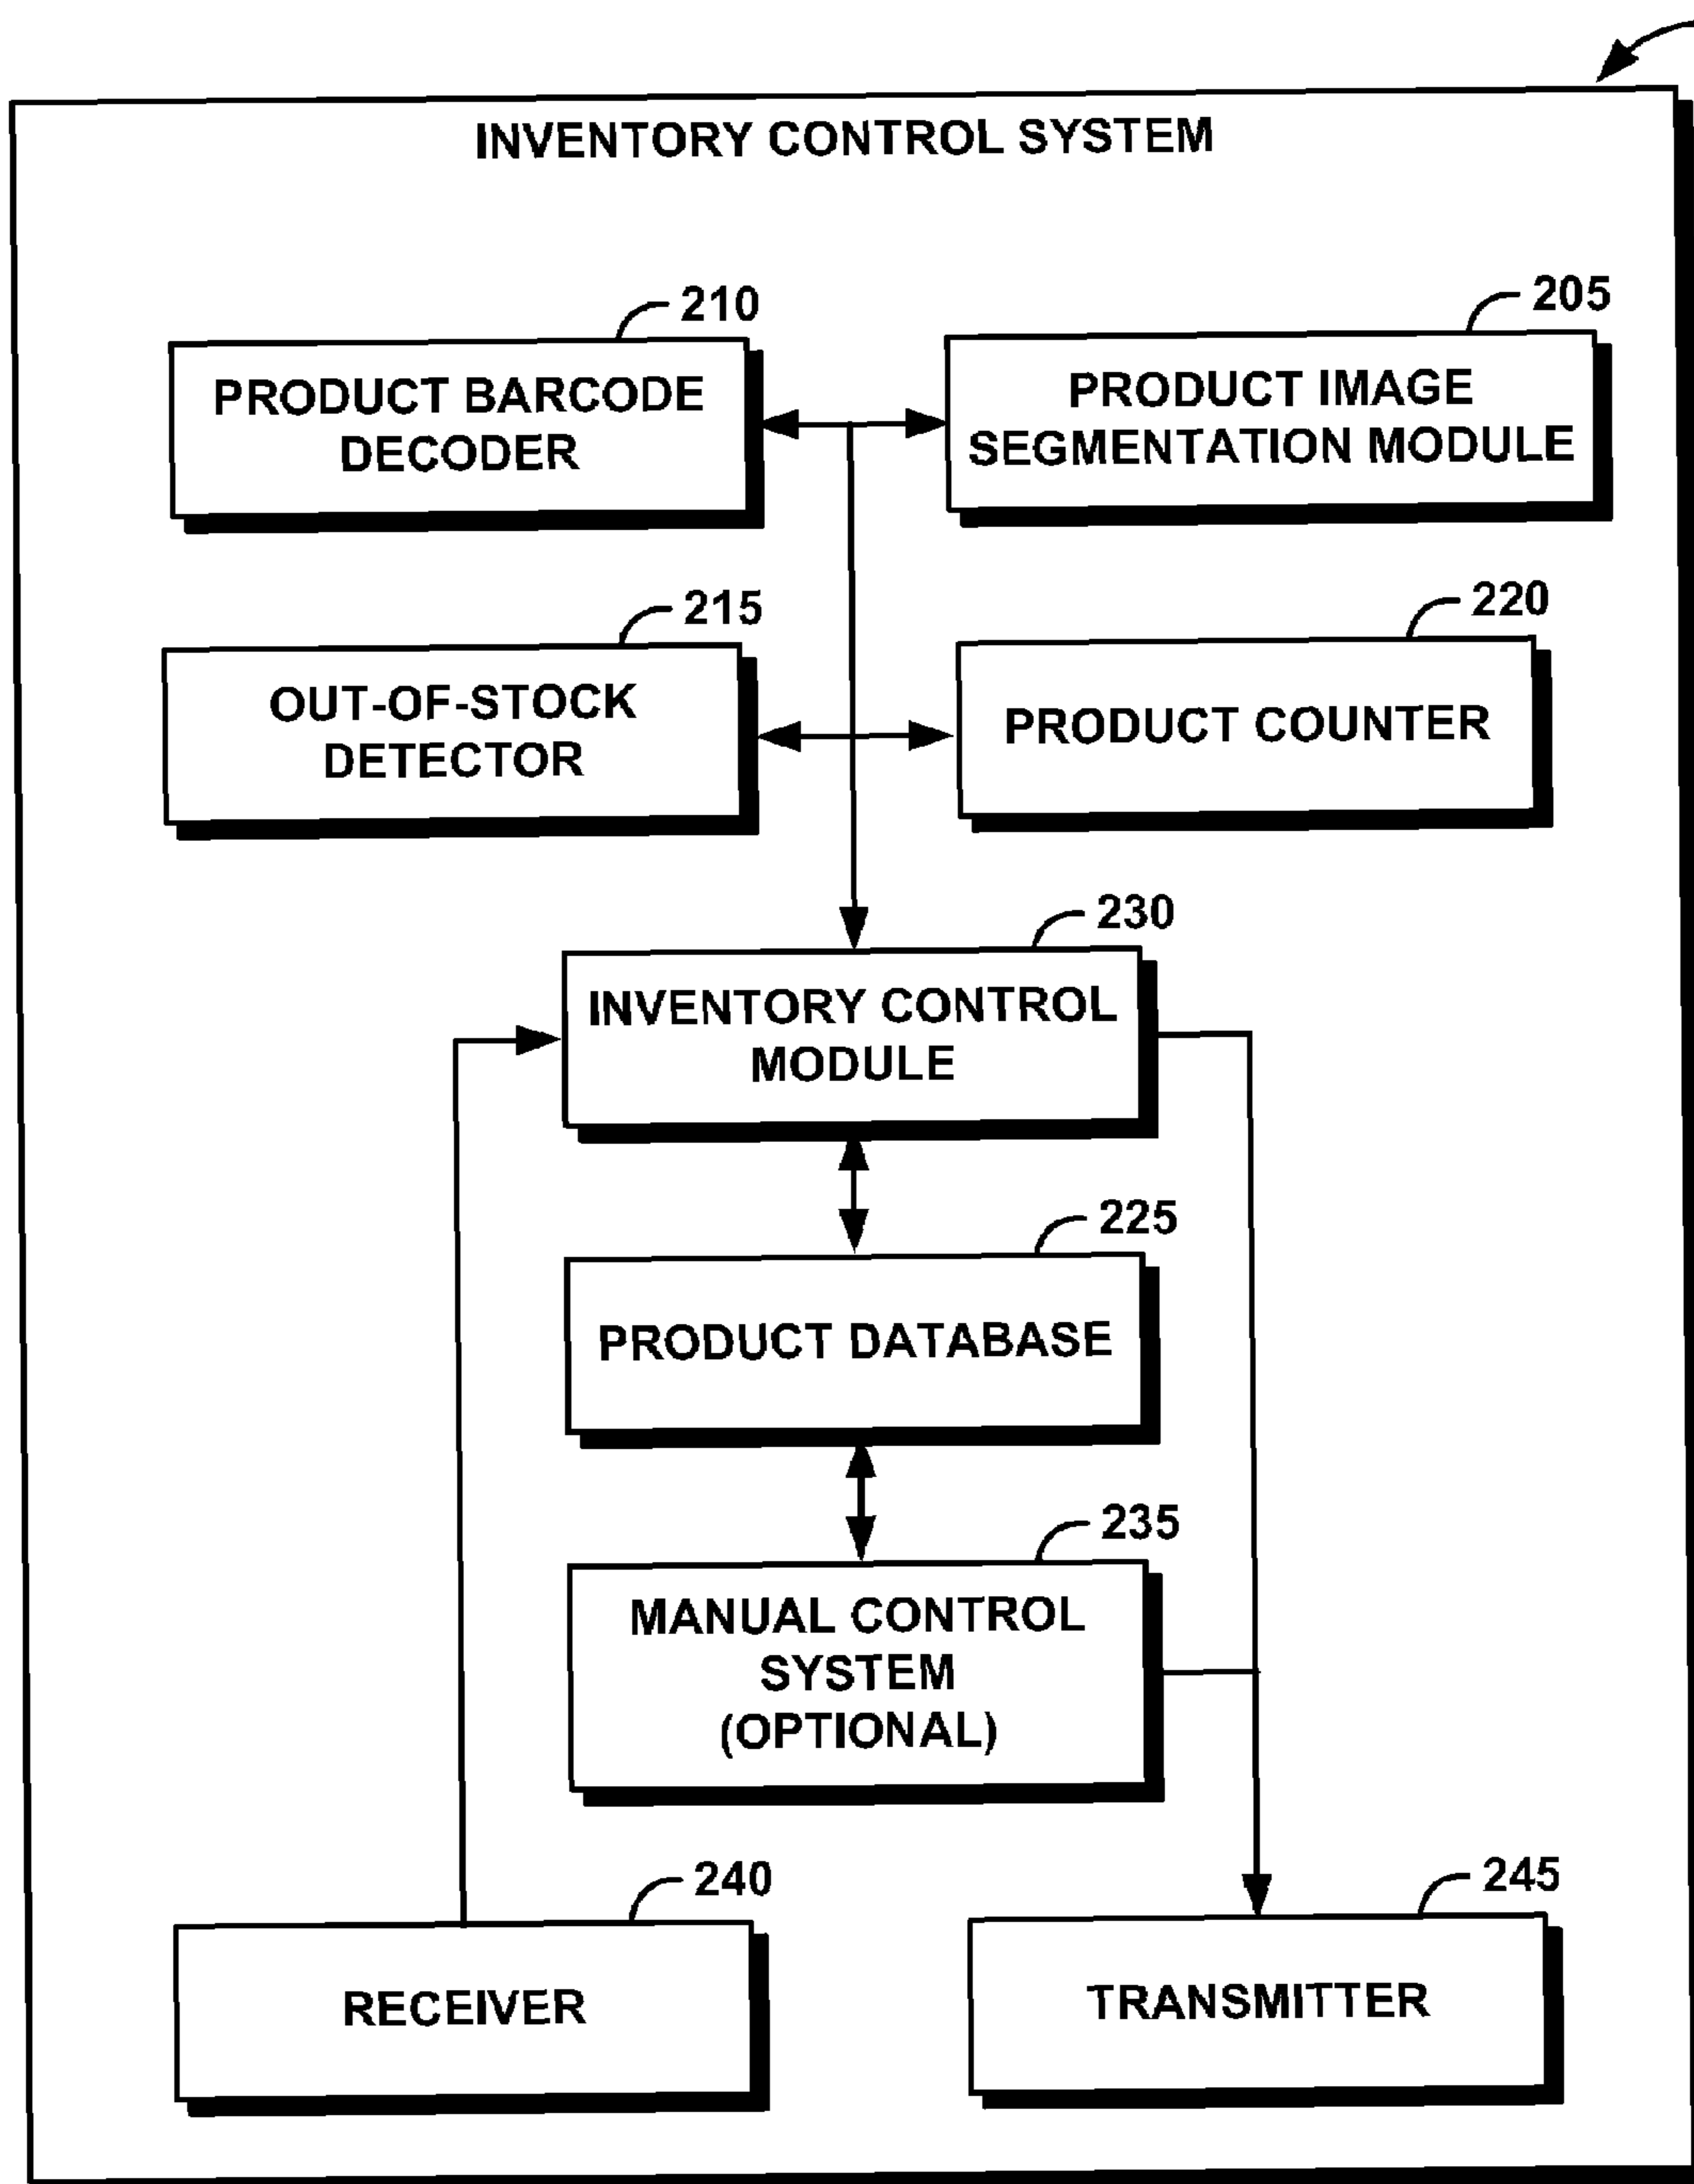 INVENTORY CONTROL SYSTEM
210
205
PRODUCT BARCODE
DECODER
PRODUCT IMAGE
SEGMENTATION MODULE
215
220
OUT-OF-STOCK
DETECTOR
PRODUCT COUNTER
230
INVENTORY CONTROL
MODULE
225
PRODUCT DATABASE
235
MANUAL CONTROL
SYSTEM
(OPTIONAL)
240
245
RECEIVER
TRANSMITTER